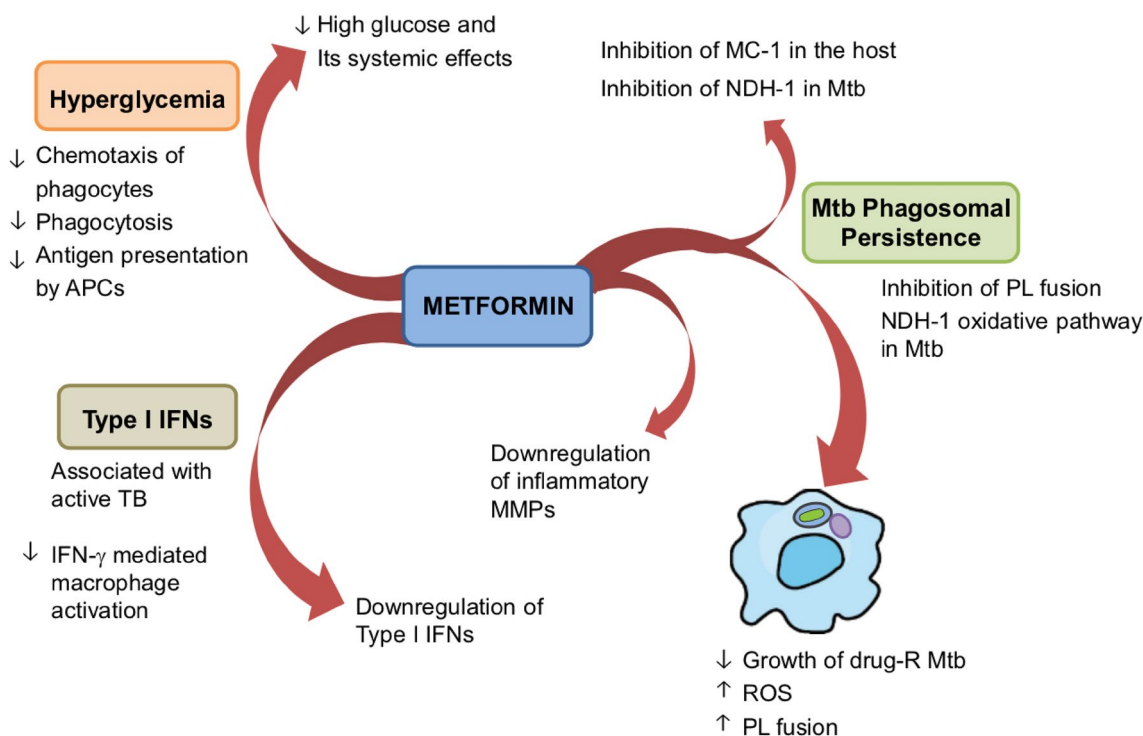 ↓ High glucose and
Its systemic effects
Inhibition of MC-1 in the host
Inhibition of NDH-1 in Mtb
Hyperglycemia
↓ Chemotaxis of
phagocytes
↓ Phagocytosis
↓ Antigen presentation
by APCs
Mtb Phagosomal
Persistence
Inhibition of PL fusion
NDH-1 oxidative pathway
in Mtb
METFORMIN
Type I IFNs
Associated with
active TB
↓ IFN-γ mediated
macrophage
activation
Downregulation
of inflammatory
MMPs
Downregulation of
Type I IFNs
↓ Growth of drug-R Mtb
↑ ROS
↑ PL fusion